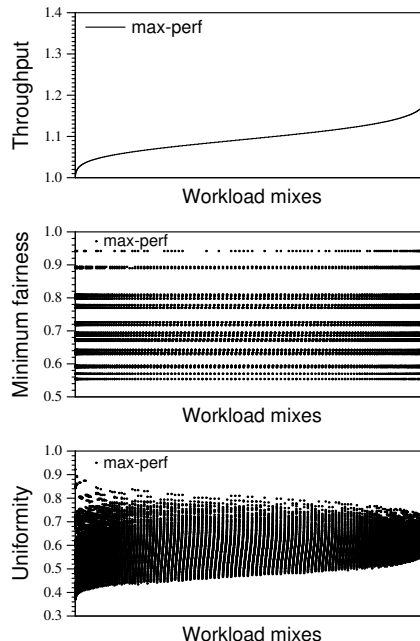 1.4
max-perf
1.3
1.2
1.1
1.0
Throughput
Workload mixes
1.0
max-perf
0.9
0.8
0.7
0.6
0.5
Minimum fairness
Workload mixes
1.0
max-perf
0.9
0.8
0.7
0.6
0.5
0.4
0.3
Uniformity
Workload mixes